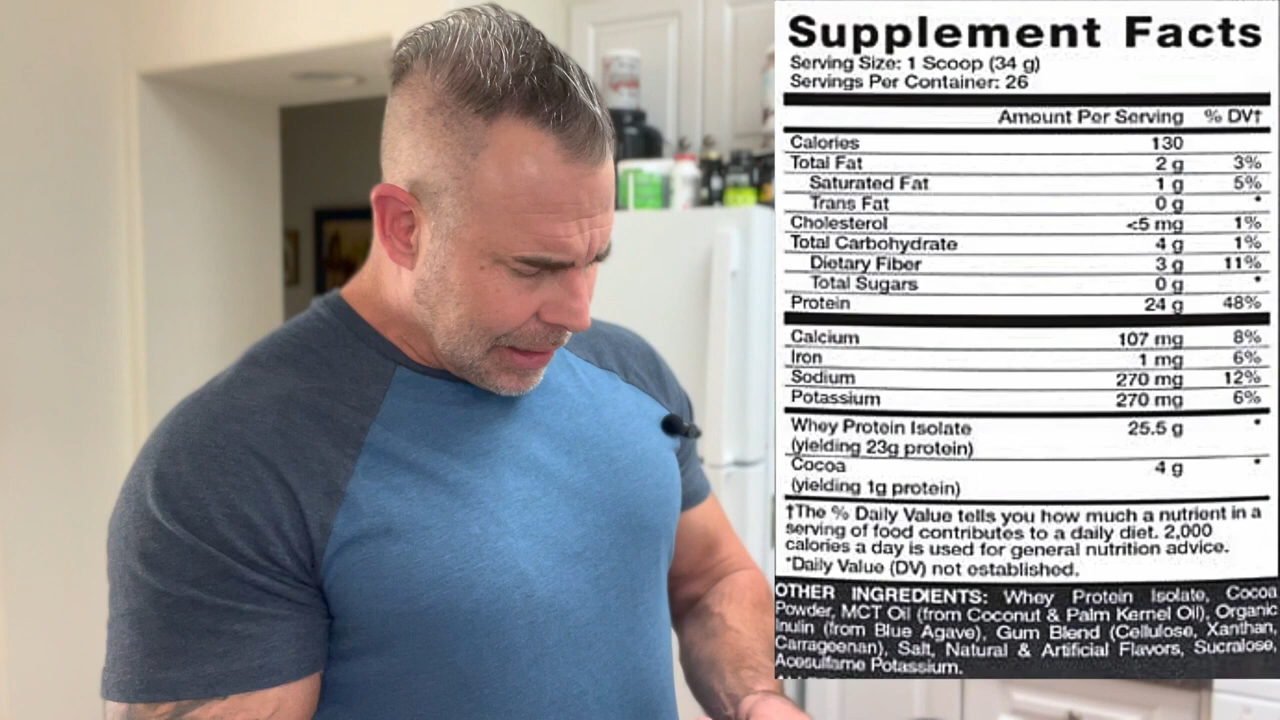 Supplement Facts
Serving Size: 1 Scoop (34 g)
Servings Per Container: 26
Amount Per Serving % DV†
Calories 130
Total Fat 2 g 3%
Saturated Fat 1 g 5%
Trans Fat 0 g *
Cholesterol <5 mg 1%
Total Carbohydrate 4 g 1%
Dietary Fiber 3 g 11%
Total Sugars 0 g *
Protein 24 g 48%
Calcium 107 mg 8%
Iron 1 mg 6%
Sodium 270 mg 12%
Potassium 270 mg 6%
Whey Protein Isolate 25.5 g *
(yielding 23g protein)
Cocoa 4 g *
(yielding 1g protein)
†The % Daily Value tells you how much a nutrient in a
serving of food contributes to a daily diet. 2,000
calories a day is used for general nutrition advice.
*Daily Value (DV) not established.
OTHER INGREDIENTS: Whey Protein Isolate, Cocoa
Powder, MCT Oil (from Coconut & Palm Kernel Oil), Organic
Inulin (from Blue Agave), Gum Blend (Cellulose, Xanthan,
Carrageenan), Salt, Natural & Artificial Flavors, Sucralose,
Acesulfame Potassium.